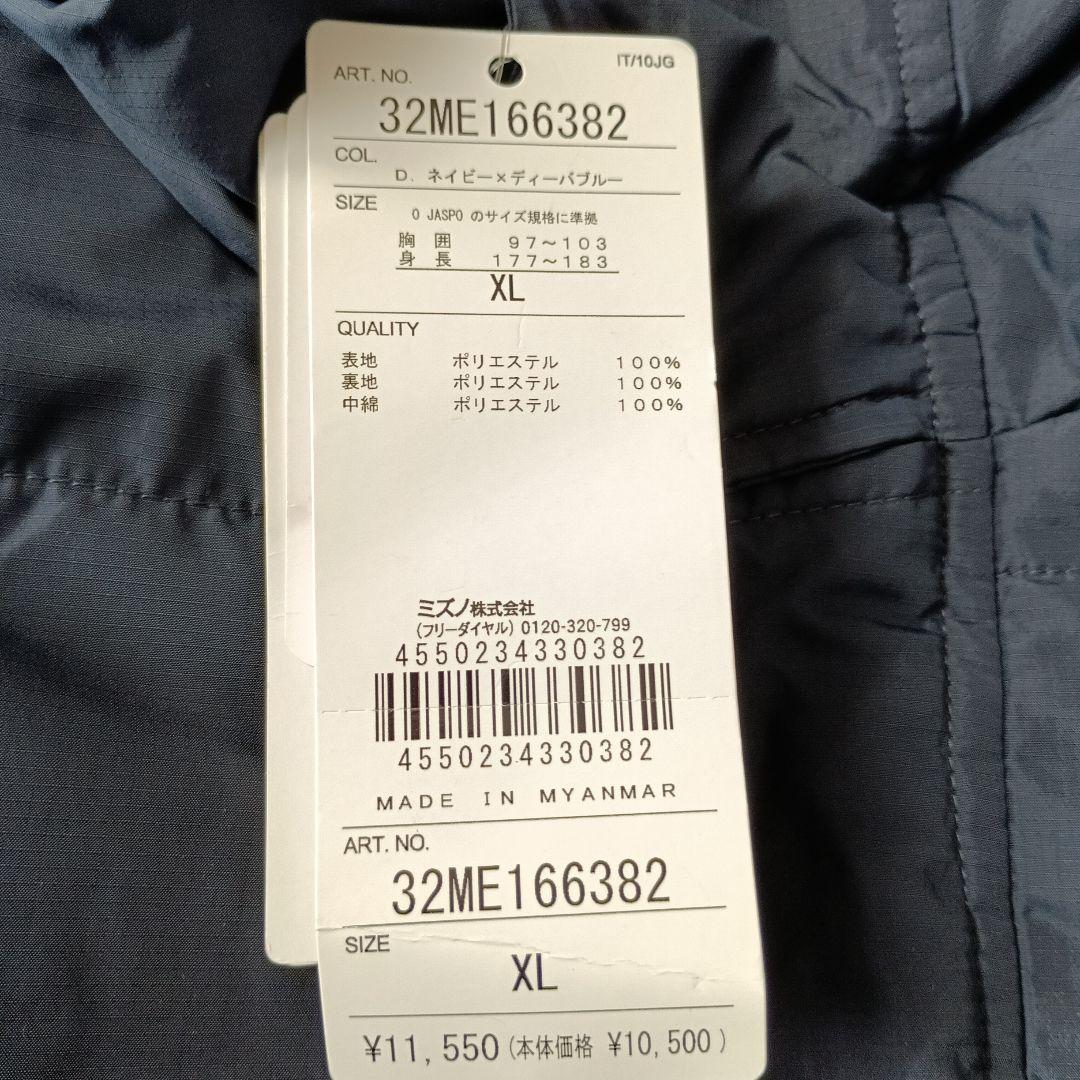 IT/10JG
ART. NO.
32ME166382
COL.
D．ネイビー×ディーバブルー
SIZE
O JASPO のサイズ規格に準拠
胸 囲 97～103
身 長 177～183
XL
QUALITY
表地 ポリエステル 100%
裏地 ポリエステル 100%
中綿 ポリエステル 100%
ミズノ株式会社
(フリーダイヤル) 0120-320-799
4550234330382
4550234330382
MADE IN MYANMAR
ART. NO.
32ME166382
SIZE
XL
¥11,550 (本体価格 ¥10,500)